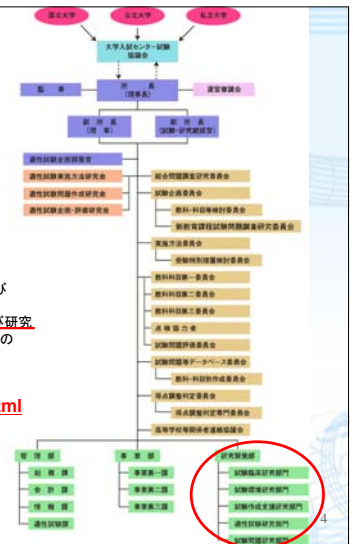 国立大学
公立大学
私立大学
大学入試センター試験
協議会
監 事
所 長
(理事長)
運営審議会
副 所 長
(理 事)
副 所 長
(試験・研究統括官)
適性試験企画調査官
適性試験実施方法研究会
適性試験問題作成研究会
適性試験企画・評価研究会
総合問題調査研究委員会
試験企画委員会
教科・科目等検討委員会
新教育課程試験問題調査研究委員会
実施方法委員会
受験特別措置検討委員会
教科科目第一委員会
教科科目第二委員会
教科科目第三委員会
点検協力者
試験問題評価委員会
試験問題等データベース委員会
教科・科目別作成委員会
得点調整判定委員会
得点調整判定専門委員会
高等学校等関係者連絡協議会
び
び研究
の
tml
管 理 部
総 務 課
会 計 課
情 報 課
適性試験課
事 業 部
事業第一課
事業第二課
事業第三課
研究開発部
試験臨床研究部門
試験環境研究部門
試験作成支援研究部門
適性試験研究部門
試験問題研究部門
4